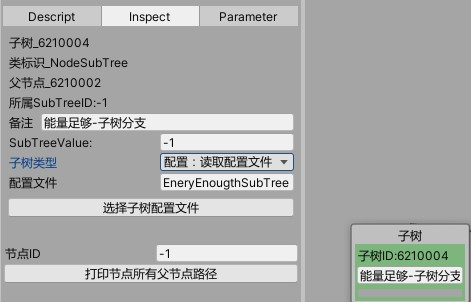 Descript Inspect Parameter
子树_6210004
类标识_NodeSubTree
父节点_6210002
所属SubTreeID:-1
备注 能量足够-子树分支
SubTreeValue: -1
子树类型 配置：读取配置文件
配置文件 EneryEnougthSubTree
选择子树配置文件
节点ID -1
打印节点所有父节点路径
子树
子树ID:6210004
能量足够-子树分支